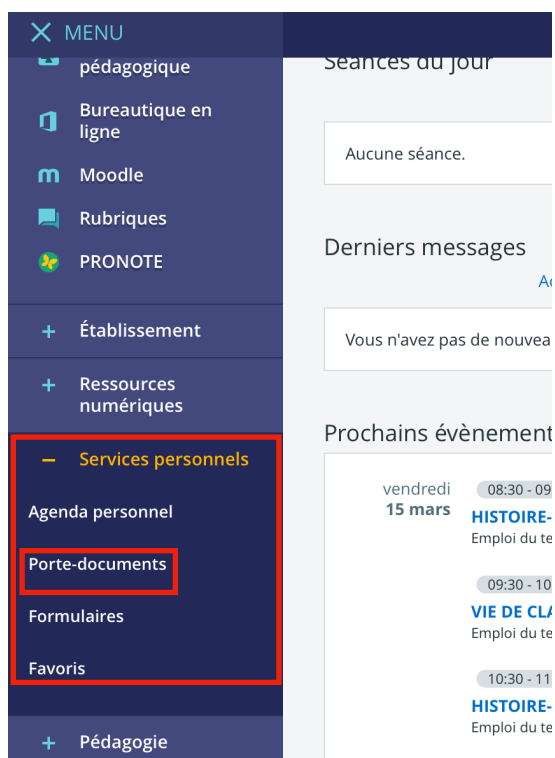 MENU
pédagogique
Bureautique en
ligne
Moodle
Rubriques
PRONOTE
Établissement
Ressources
numériques
Services personnels
Agenda personnel
Porte-documents
Formulaires
Favoris
Pédagogie
Séances du jour
Aucune séance.
Derniers messages
Vous n'avez pas de nouvea
Prochains évènement
vendredi
15 mars
08:30 - 09
HISTOIRE-
Emploi du te
09:30 - 10
VIE DE CLA
Emploi du te
10:30 - 11
HISTOIRE-
Emploi du te